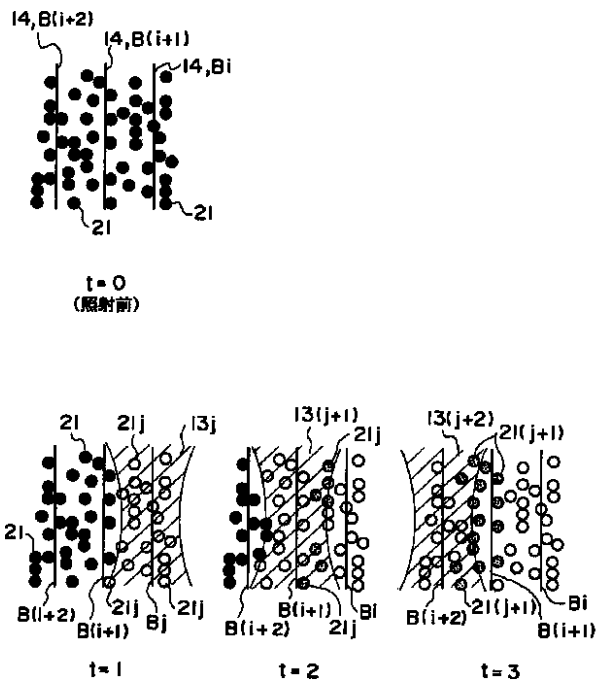 14,B(i+2)
14,B(i+1)
14,Bi
21
21
t=0
(照射前)
21
21j
13j
21
B(i+2)
B(i+1)
21j
Bj
21j
t=1
13(j+1)
21j
B(i+2)
B(i+1)
21j
Bi
t=2
13(j+2)
21(j+1)
B(i+2)
21(j+1)
B(i+1)
Bi
t=3